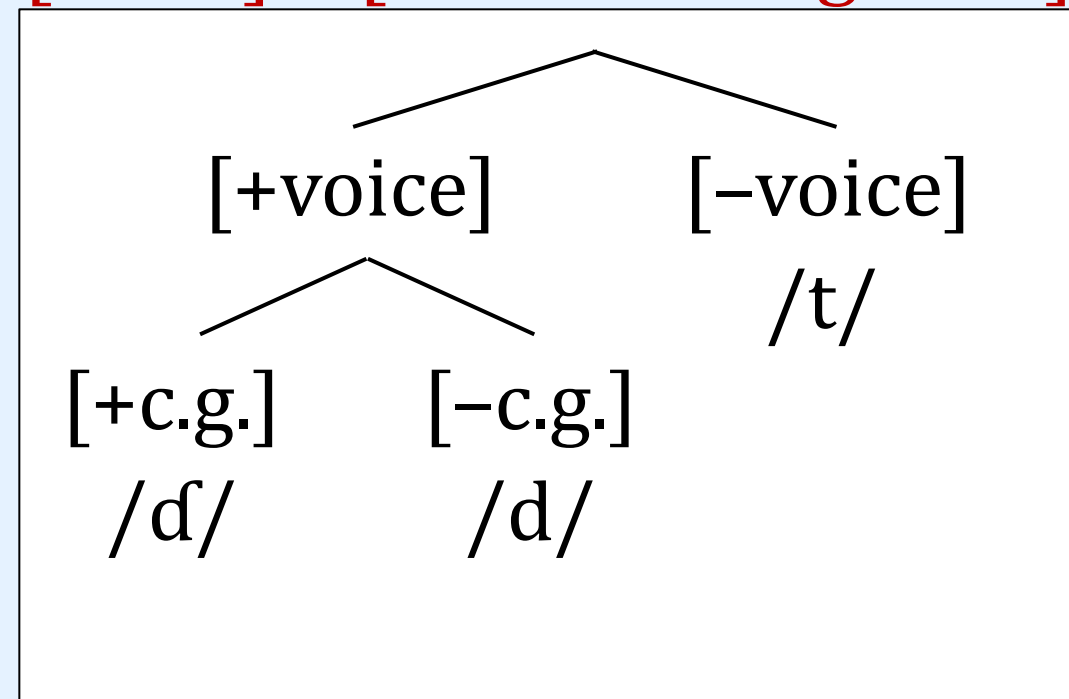 [+voice] [–voice]
/t/
[+c.g.] [–c.g.]
/ɗ/ /d/